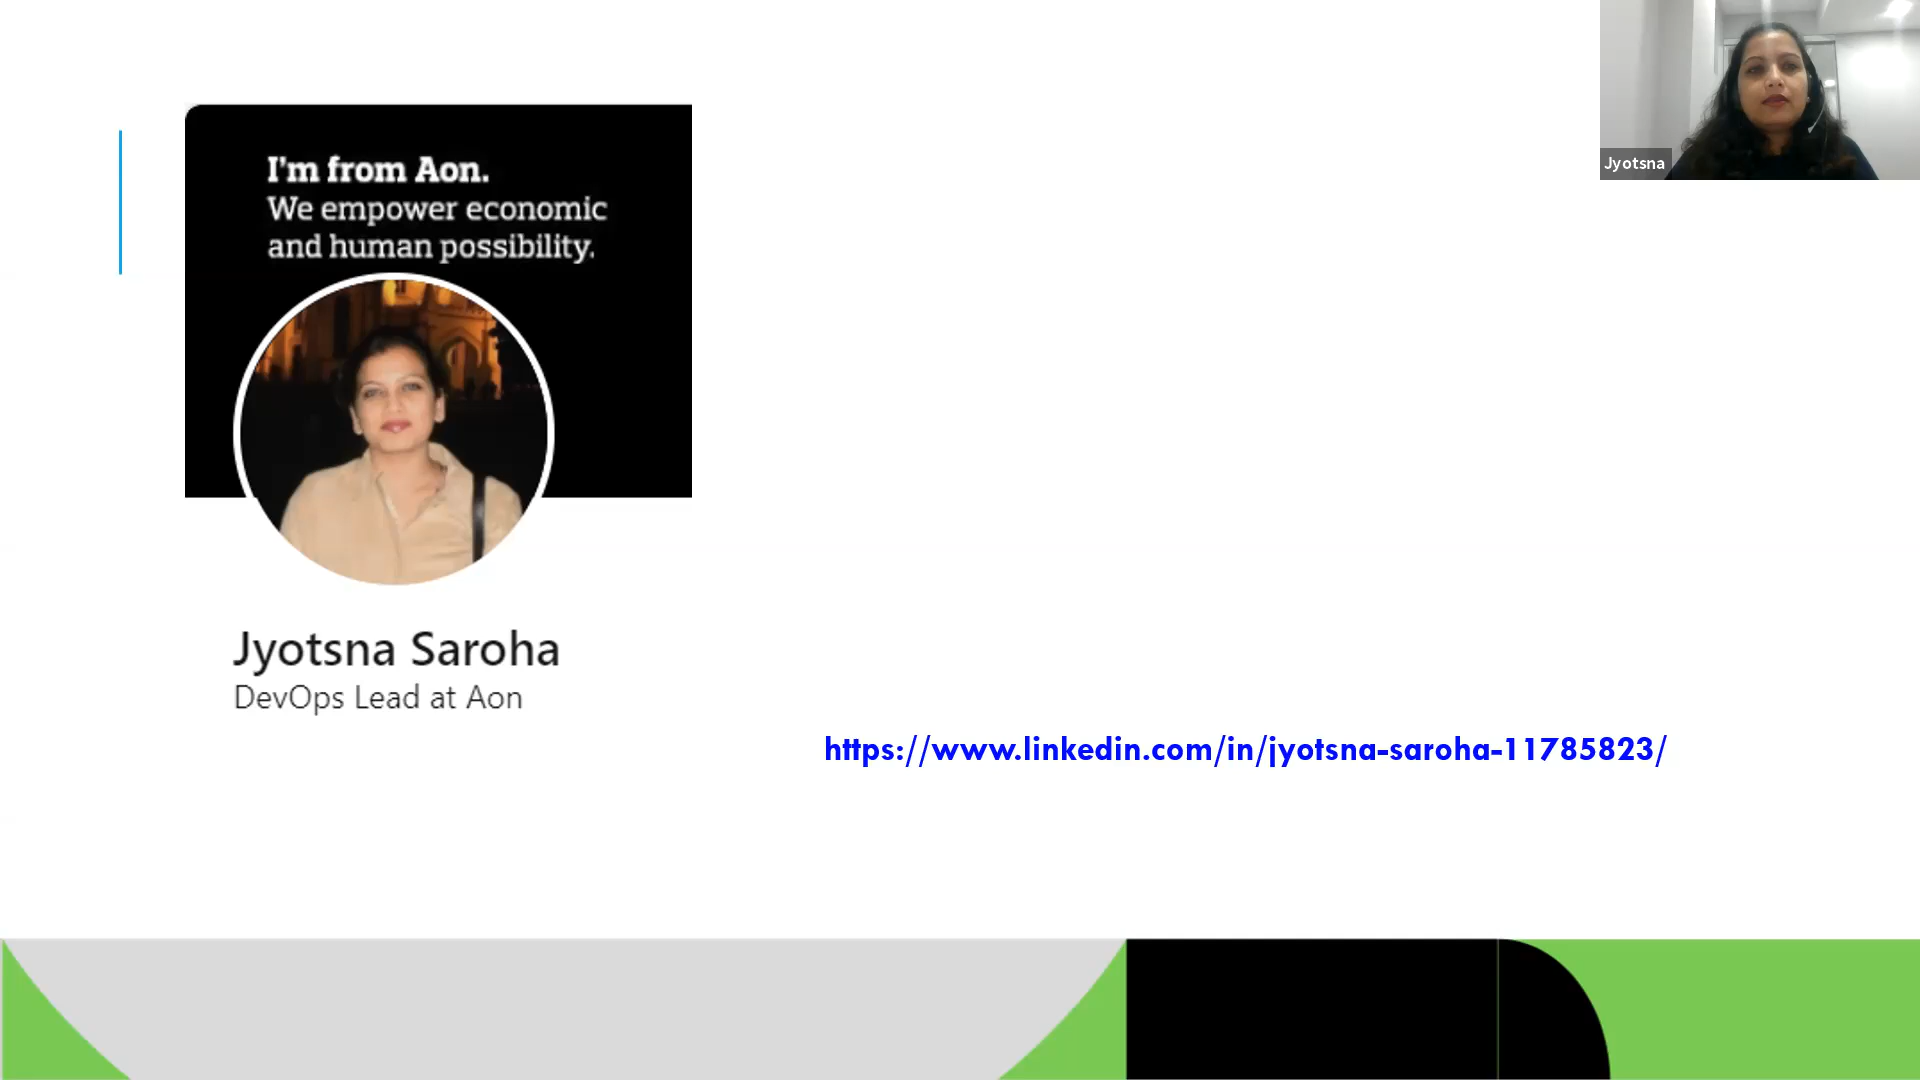 I'm from Aon.
We empower economic
and human possibility.
Jyotsna
Jyotsna Saroha
DevOps Lead at Aon
https://www.linkedin.com/in/jyotsna-saroha-11785823/